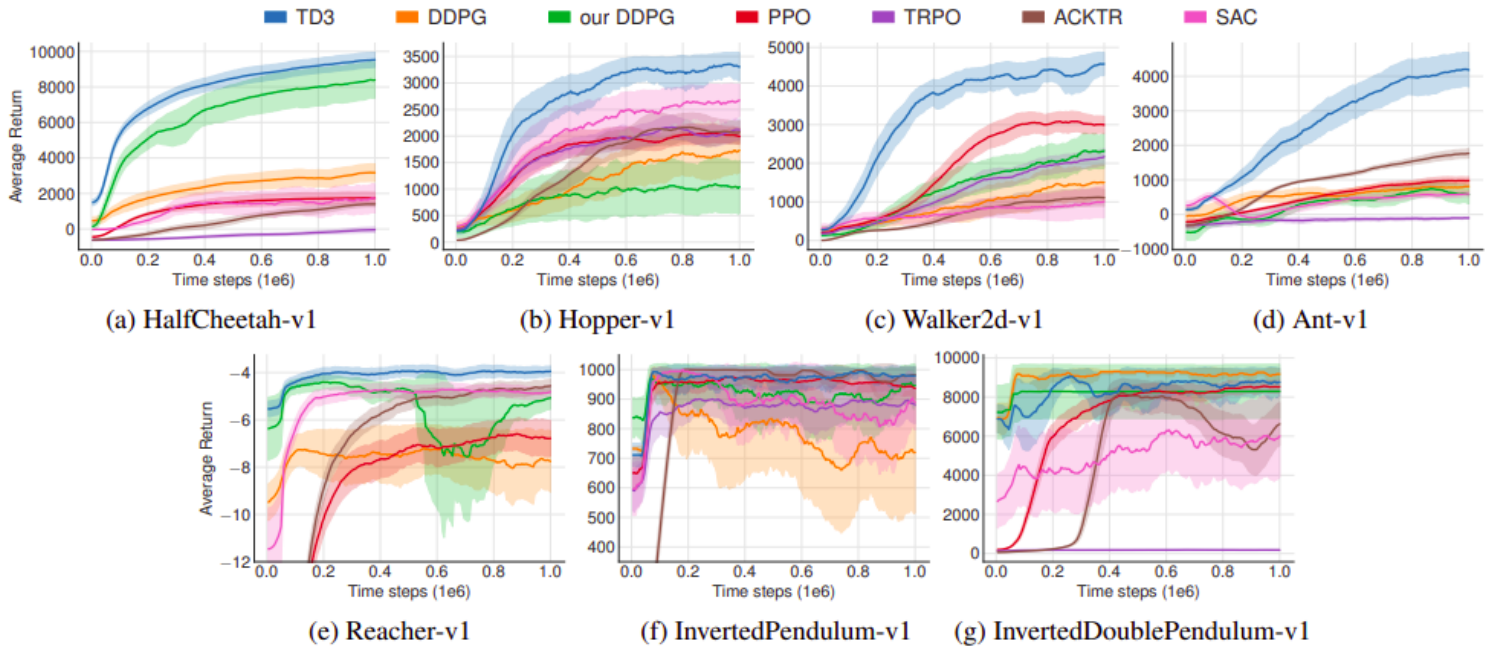 TD3 DDPG our DDPG PPO TRPO ACKTR SAC
Average Return
10000
8000
6000
4000
2000
0
0.0 0.2 0.4 0.6 0.8 1.0
Time steps (1e6)
(a) HalfCheetah-v1
3500
3000
2500
2000
1500
1000
500
0
0.0 0.2 0.4 0.6 0.8 1.0
Time steps (1e6)
(b) Hopper-v1
5000
4000
3000
2000
1000
0
0.0 0.2 0.4 0.6 0.8 1.0
Time steps (1e6)
(c) Walker2d-v1
4000
3000
2000
1000
0
−1000
0.0 0.2 0.4 0.6 0.8 1.0
Time steps (1e6)
(d) Ant-v1
Average Return
−4
−6
−8
−10
−12
0.0 0.2 0.4 0.6 0.8 1.0
Time steps (1e6)
(e) Reacher-v1
1000
900
800
700
600
500
400
0.0 0.2 0.4 0.6 0.8 1.0
Time steps (1e6)
(f) InvertedPendulum-v1
10000
8000
6000
4000
2000
0
0.0 0.2 0.4 0.6 0.8 1.0
Time steps (1e6)
(g) InvertedDoublePendulum-v1